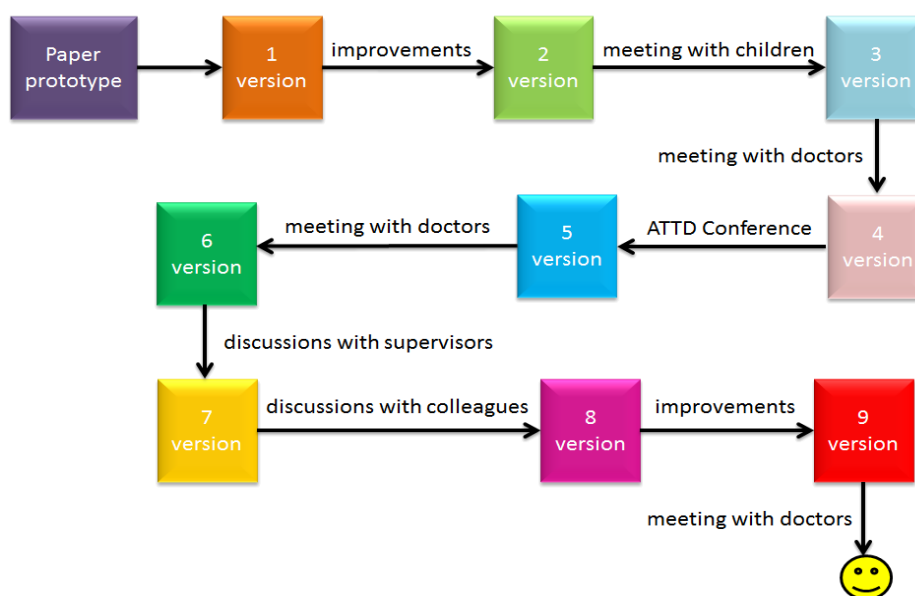 Paper
prototype
1
version
improvements
2
version
meeting with children
3
version
meeting with doctors
4
version
ATTD Conference
5
version
meeting with doctors
6
version
discussions with supervisors
7
version
discussions with colleagues
8
version
improvements
9
version
meeting with doctors